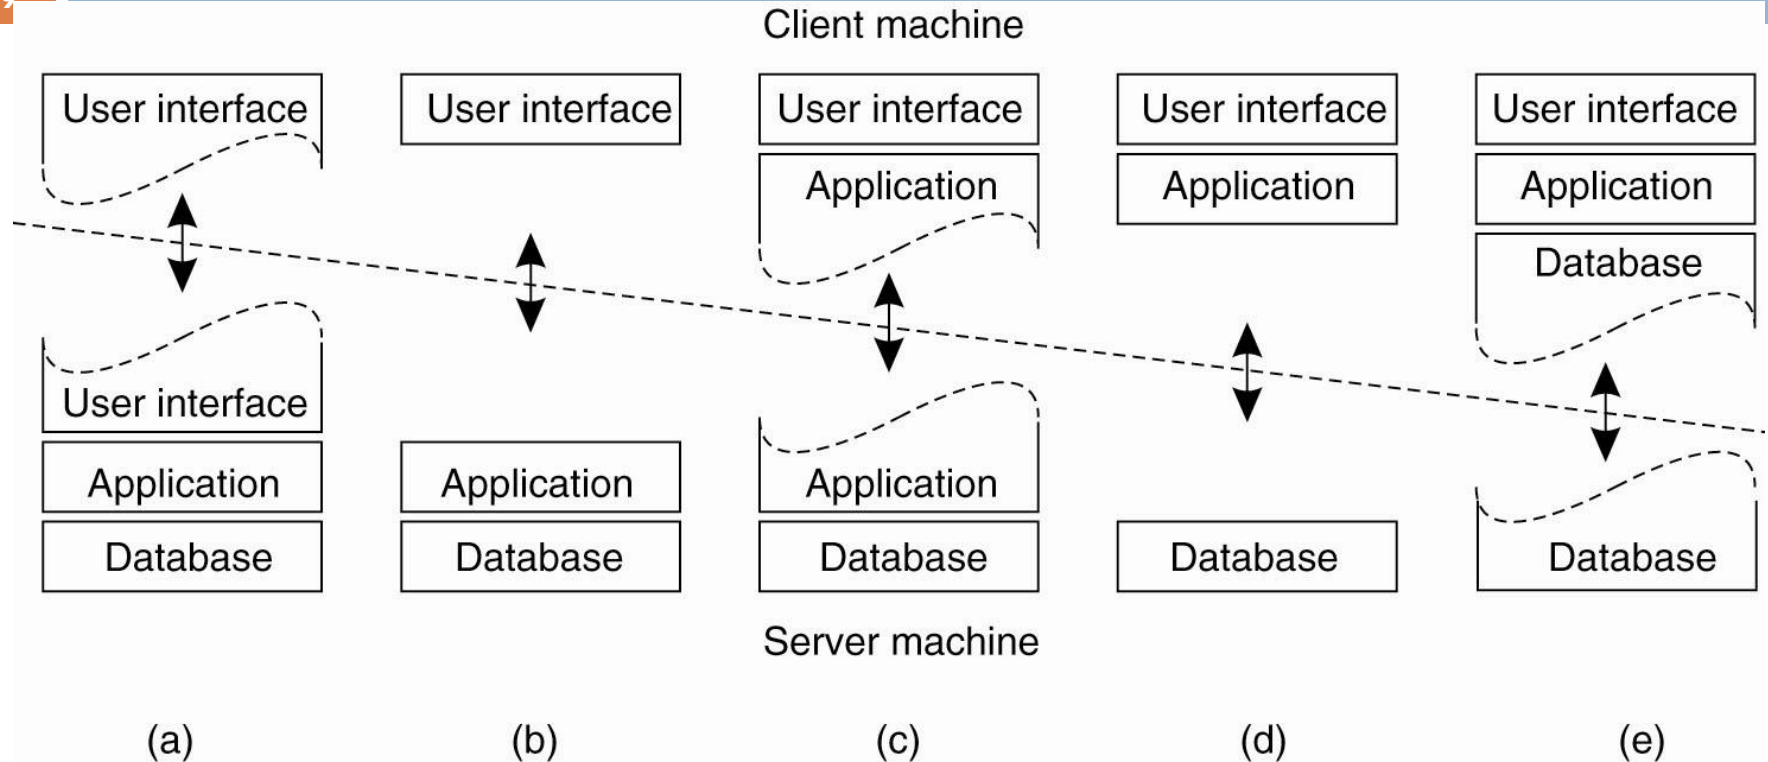 Client machine
User interface User interface User interface User interface User interface
Application Application Application
Database
User interface
Application Application Application
Database Database Database Database Database
Server machine
(a) (b) (c) (d) (e)